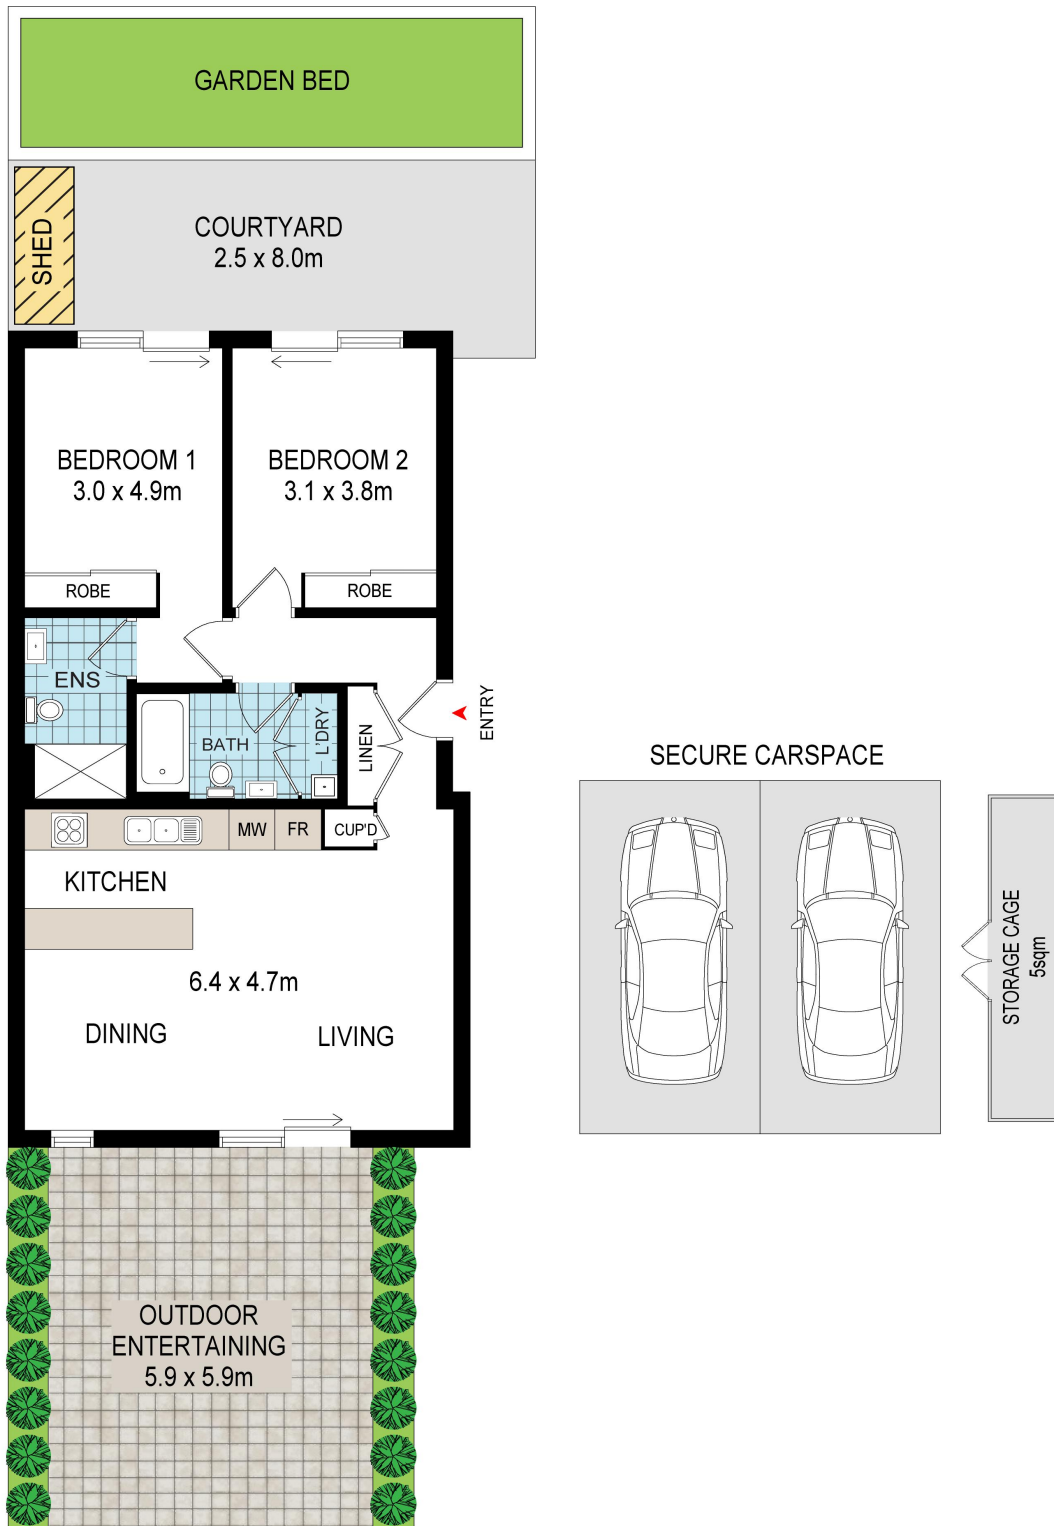 GARDEN BED
SHED
COURTYARD
2.5 x 8.0m
BEDROOM 1
3.0 x 4.9m
BEDROOM 2
3.1 x 3.8m
ROBE
ROBE
ENS
BATH
L'DRY
LINEN
ENTRY
MW
FR
CUP'D
KITCHEN
6.4 x 4.7m
DINING
LIVING
OUTDOOR
ENTERTAINING
5.9 x 5.9m
SECURE CARSPACE
STORAGE CAGE
5sqm